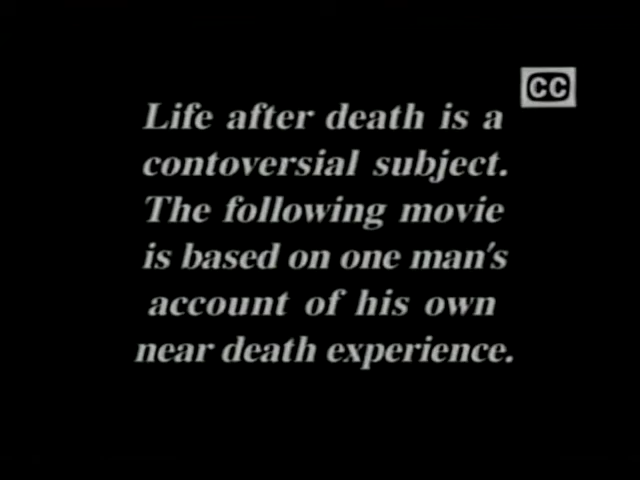 CC
Life after death is a
contoversial subject.
The following movie
is based on one man's
account of his own
near death experience.